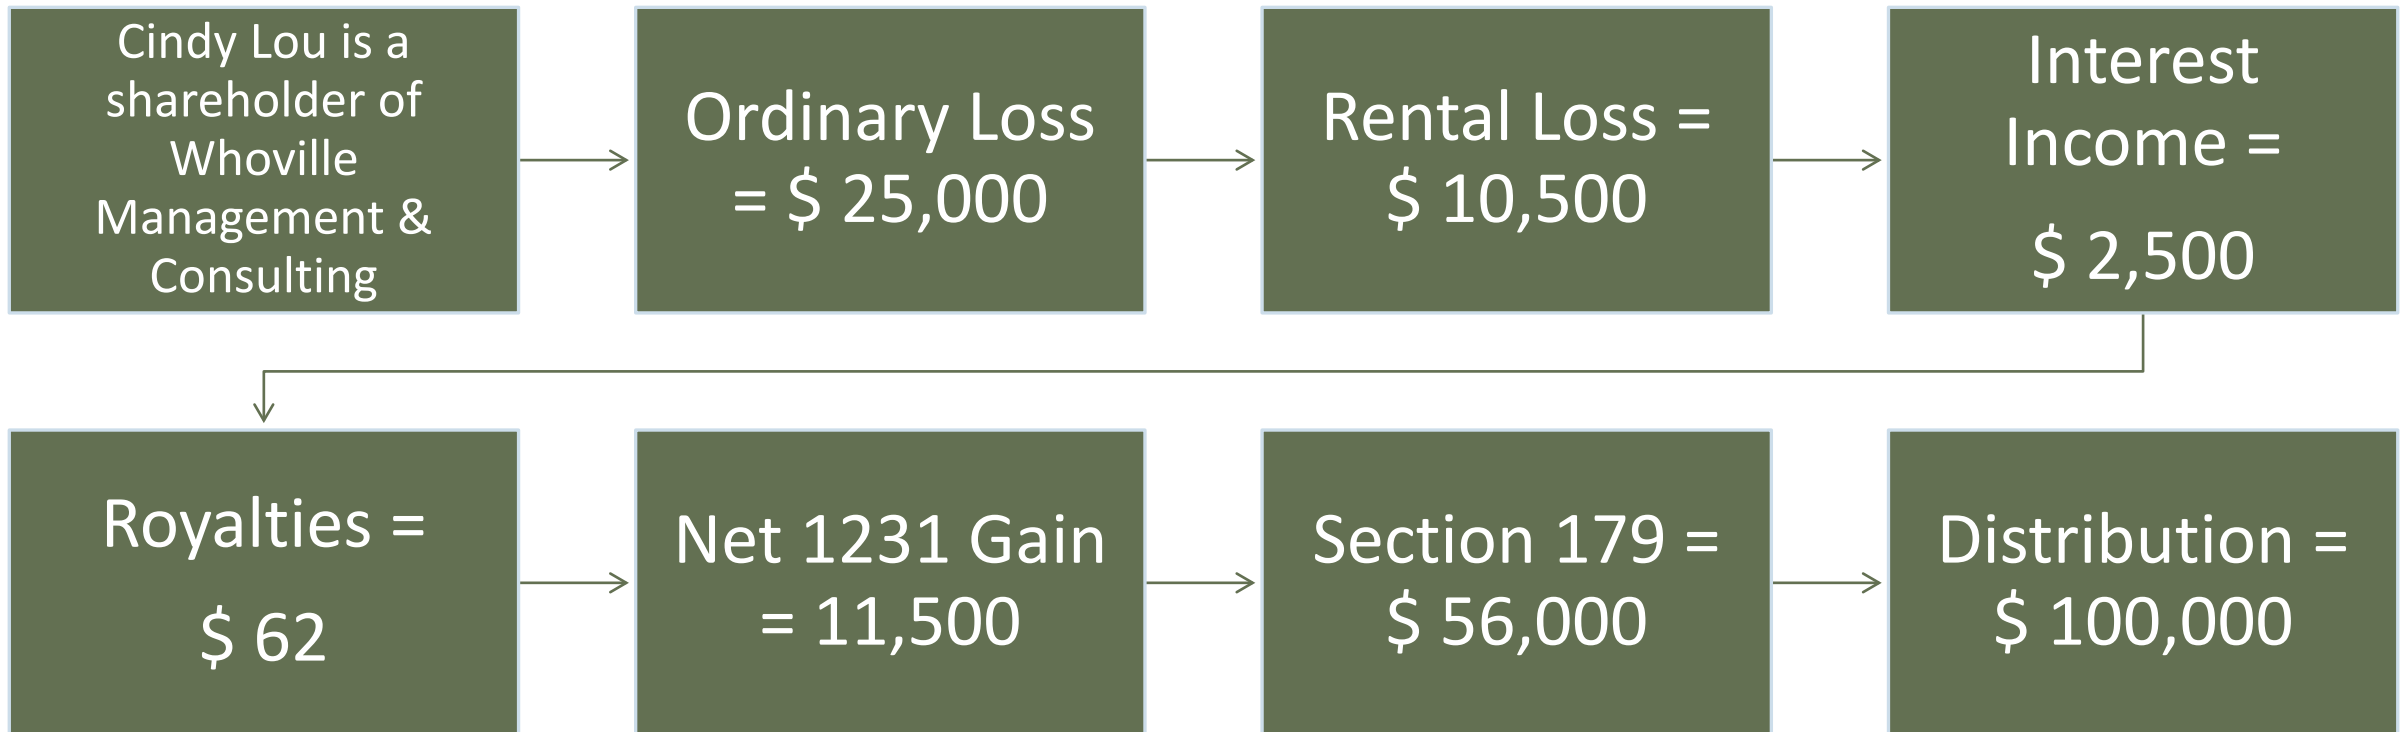 Cindy Lou is a
shareholder of
Whoville
Management &
Consulting
Ordinary Loss
= $ 25,000
Rental Loss =
$ 10,500
Interest
Income =
$ 2,500
Royalties =
$ 62
Net 1231 Gain
= 11,500
Section 179 =
$ 56,000
Distribution =
$ 100,000